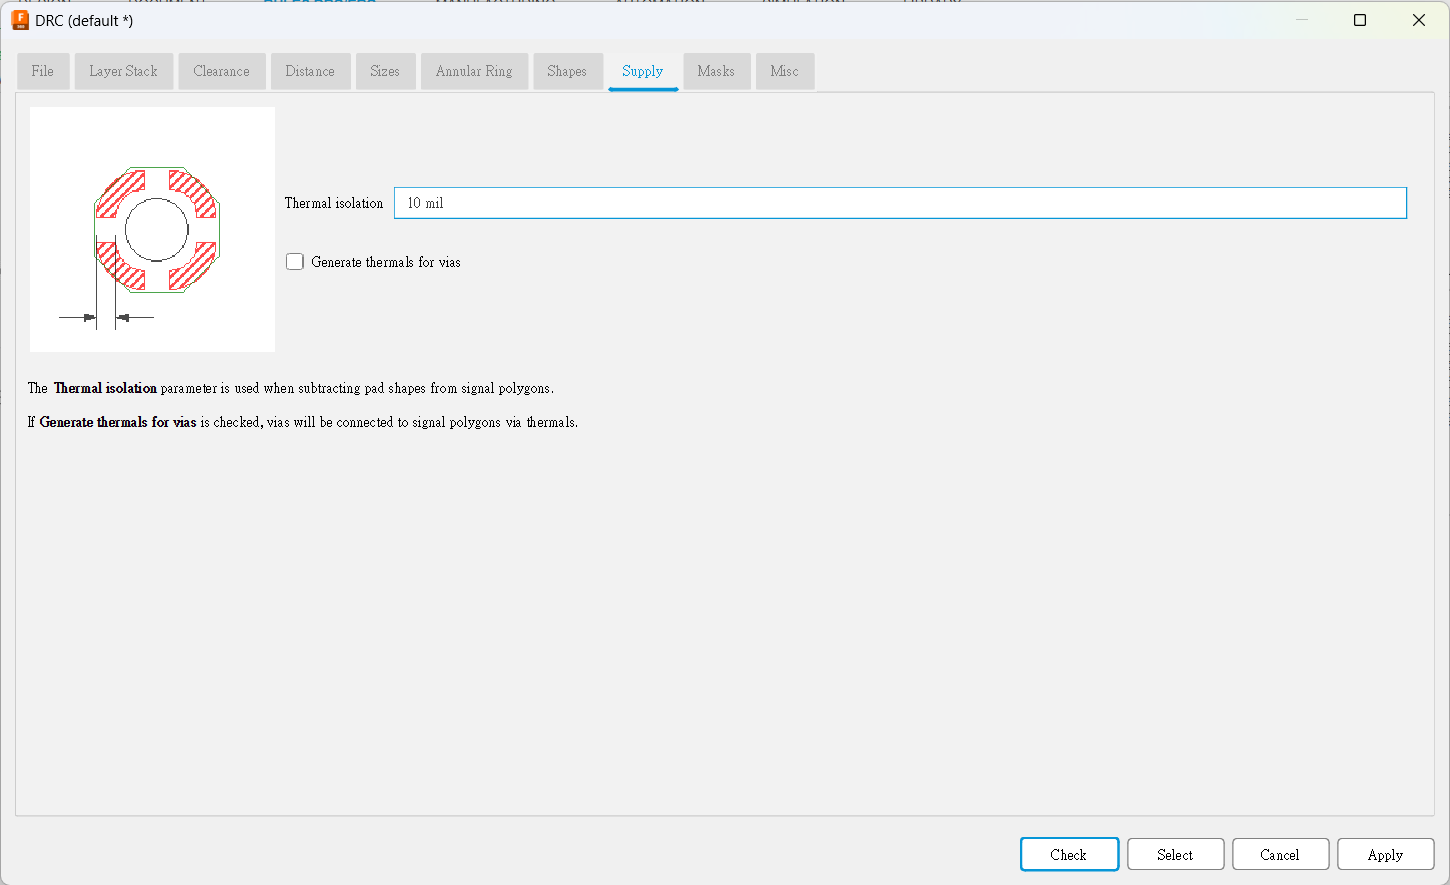 DRC (default *)
File Layer Stack Clearance Distance Sizes Annular Ring Shapes Supply Masks Misc
Thermal isolation 10 mil
Generate thermals for vias
The Thermal isolation parameter is used when subtracting pad shapes from signal polygons.
If Generate thermals for vias is checked, vias will be connected to signal polygons via thermals.
Check Select Cancel Apply